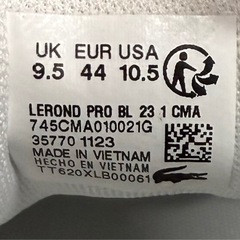 UK EUR USA
9.5 44 10.5
LEROND PRO BL 23 1 CMA
745CMA010021G
35770 1123
MADE IN VIETNAM
HECHO EN VIETNAM
TT620XLB00061